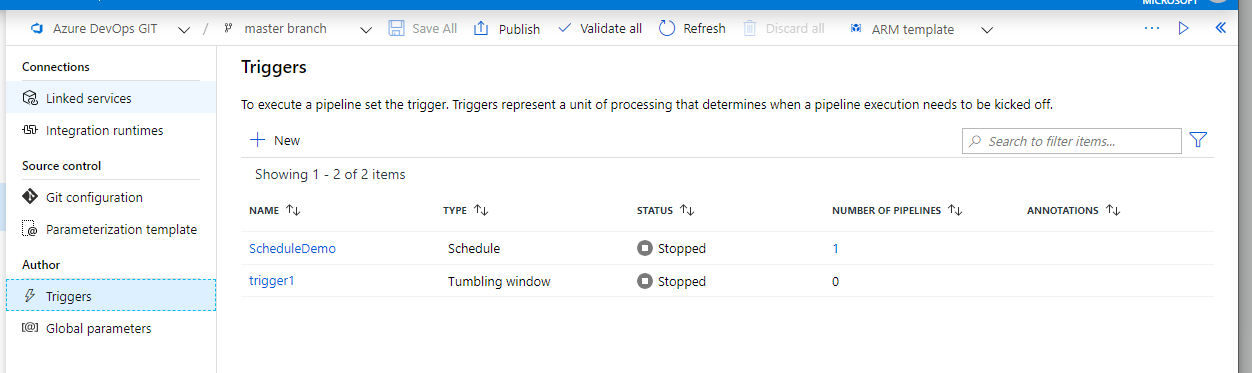 MICROSOFT
Azure DevOps GIT / master branch Save All Publish Validate all Refresh Discard all ARM template ...
Connections
Linked services
Integration runtimes
Source control
Git configuration
Parameterization template
Author
Triggers
Global parameters
Triggers
To execute a pipeline set the trigger. Triggers represent a unit of processing that determines when a pipeline execution needs to be kicked off.
+ New
Search to filter items...
Showing 1 - 2 of 2 items
NAME TYPE STATUS NUMBER OF PIPELINES ANNOTATIONS
ScheduleDemo Schedule Stopped 1
trigger1 Tumbling window Stopped 0